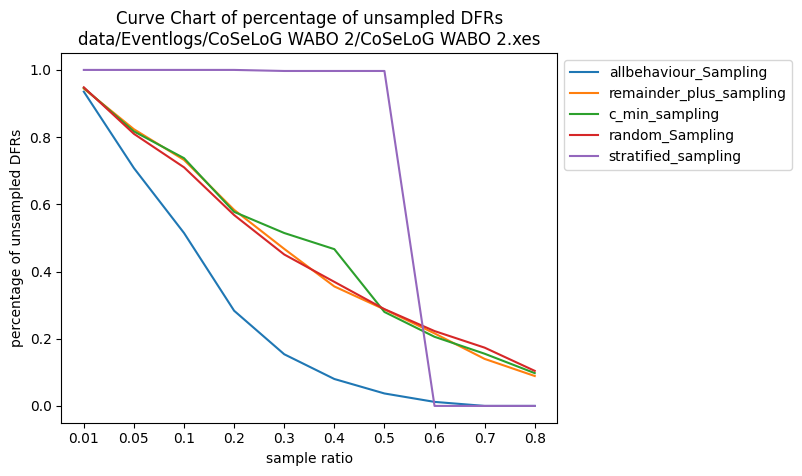 Curve Chart of percentage of unsampled DFRs
data/Eventlogs/CoSeLoG WABO 2/CoSeLoG WABO 2.xes
percentage of unsampled DFRs
1.0
0.8
0.6
0.4
0.2
0.0
0.01 0.05 0.1 0.2 0.3 0.4 0.5 0.6 0.7 0.8
sample ratio
allbehaviour_Sampling
remainder_plus_sampling
c_min_sampling
random_Sampling
stratified_sampling